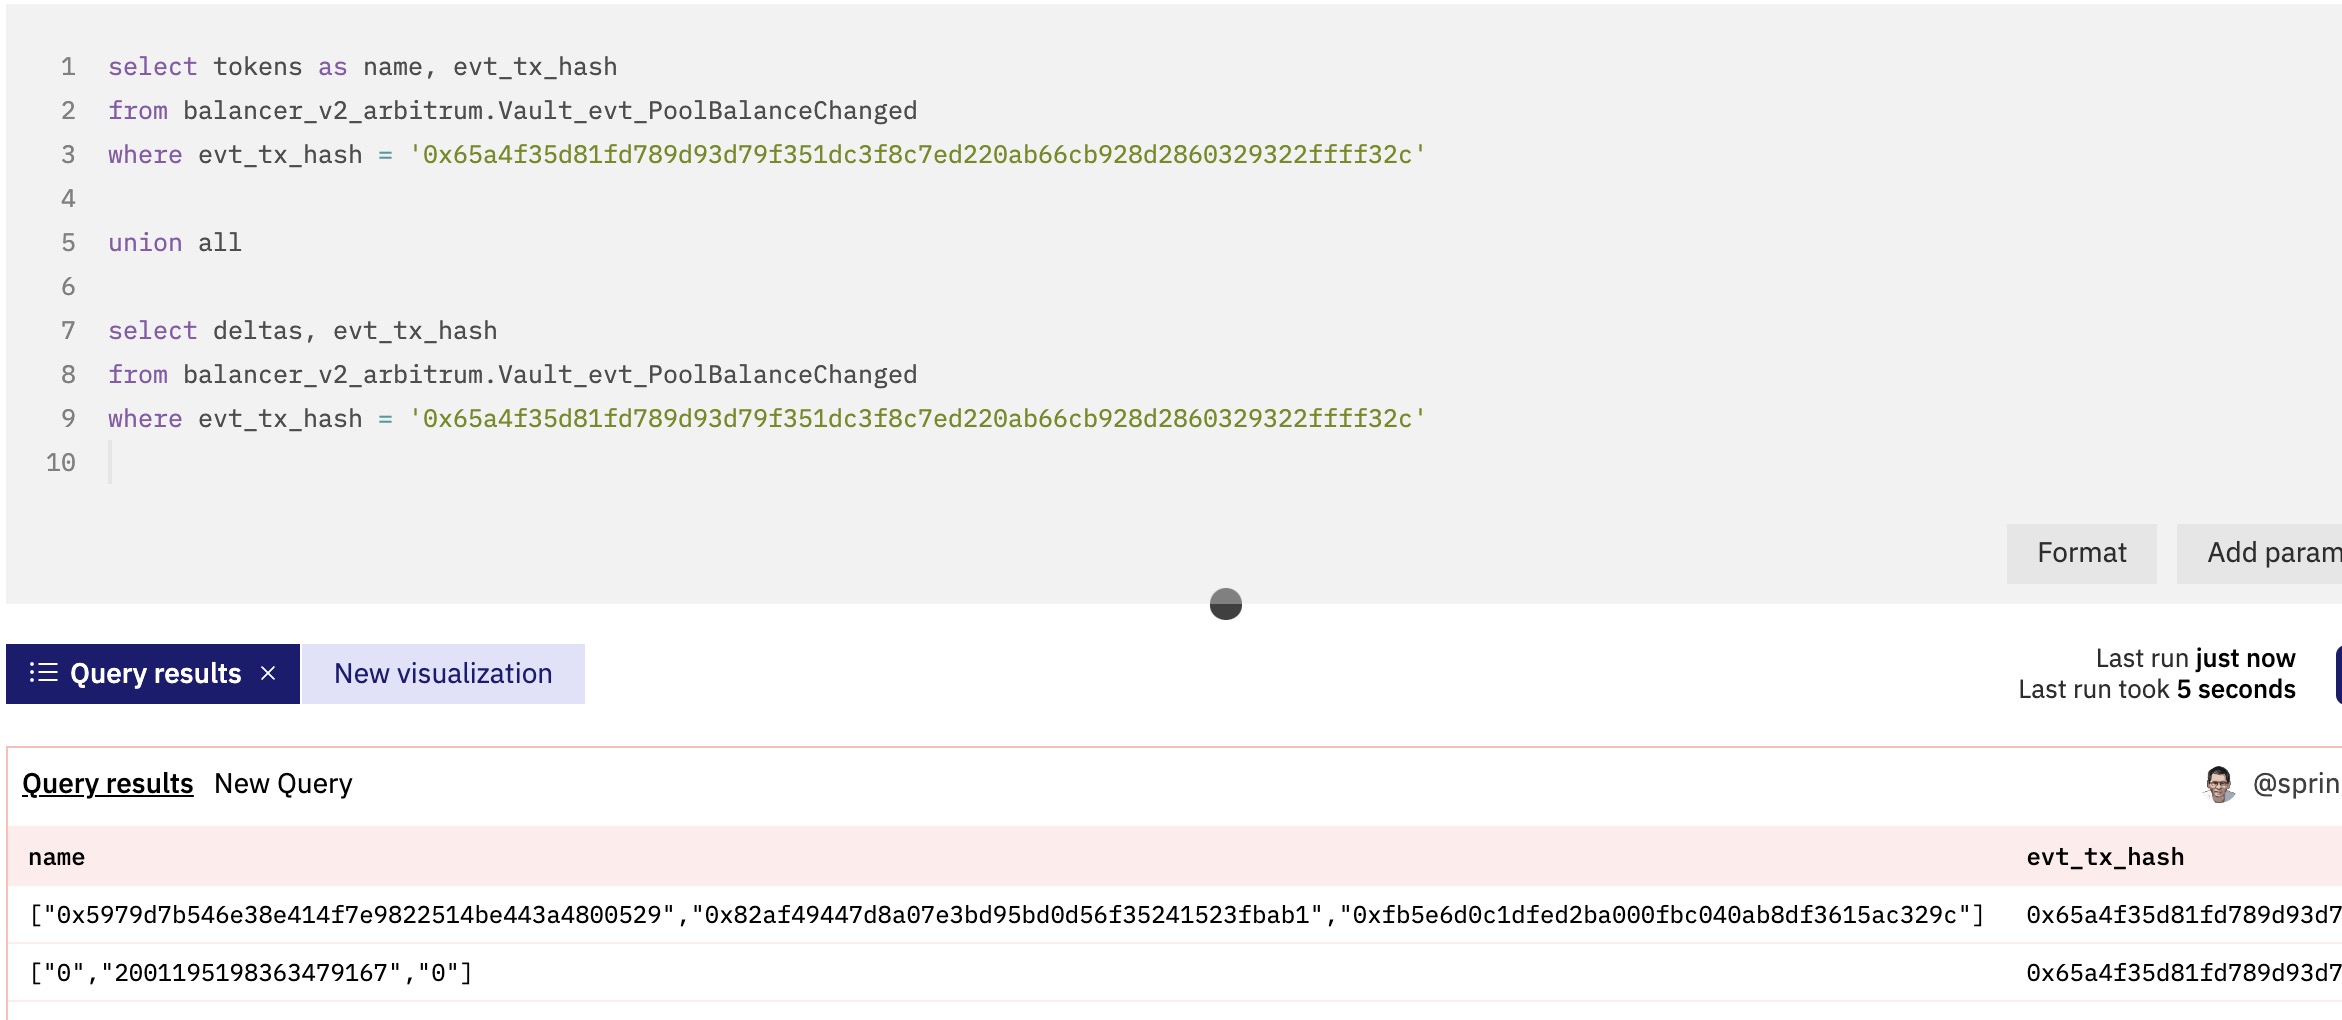 1 select tokens as name, evt_tx_hash
2 from balancer_v2_arbitrum.Vault_evt_PoolBalanceChanged
3 where evt_tx_hash = '0x65a4f35d81fd789d93d79f351dc3f8c7ed220ab66cb928d2860329322ffff32c'
4
5 union all
6
7 select deltas, evt_tx_hash
8 from balancer_v2_arbitrum.Vault_evt_PoolBalanceChanged
9 where evt_tx_hash = '0x65a4f35d81fd789d93d79f351dc3f8c7ed220ab66cb928d2860329322ffff32c'
10
Format Add param
Query results × New visualization
Last run just now
Last run took 5 seconds
Query results New Query @sprin
name evt_tx_hash
["0x5979d7b546e38e414f7e9822514be443a4800529","0x82af49447d8a07e3bd95bd0d56f35241523fbab1","0xfb5e6d0c1dfed2ba000fbc040ab8df3615ac329c"] 0x65a4f35d81fd789d93d7
["0","2001195198363479167","0"] 0x65a4f35d81fd789d93d7